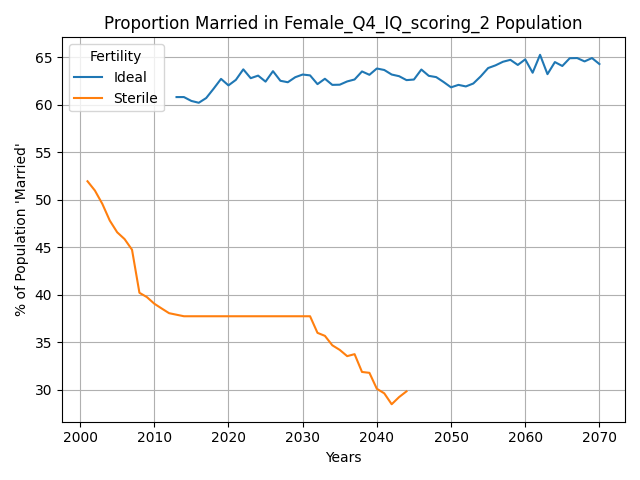 Proportion Married in Female_Q4_IQ_scoring_2 Population
Fertility
Ideal
Sterile
% of Population 'Married'
65
60
55
50
45
40
35
30
2000 2010 2020 2030 2040 2050 2060 2070
Years